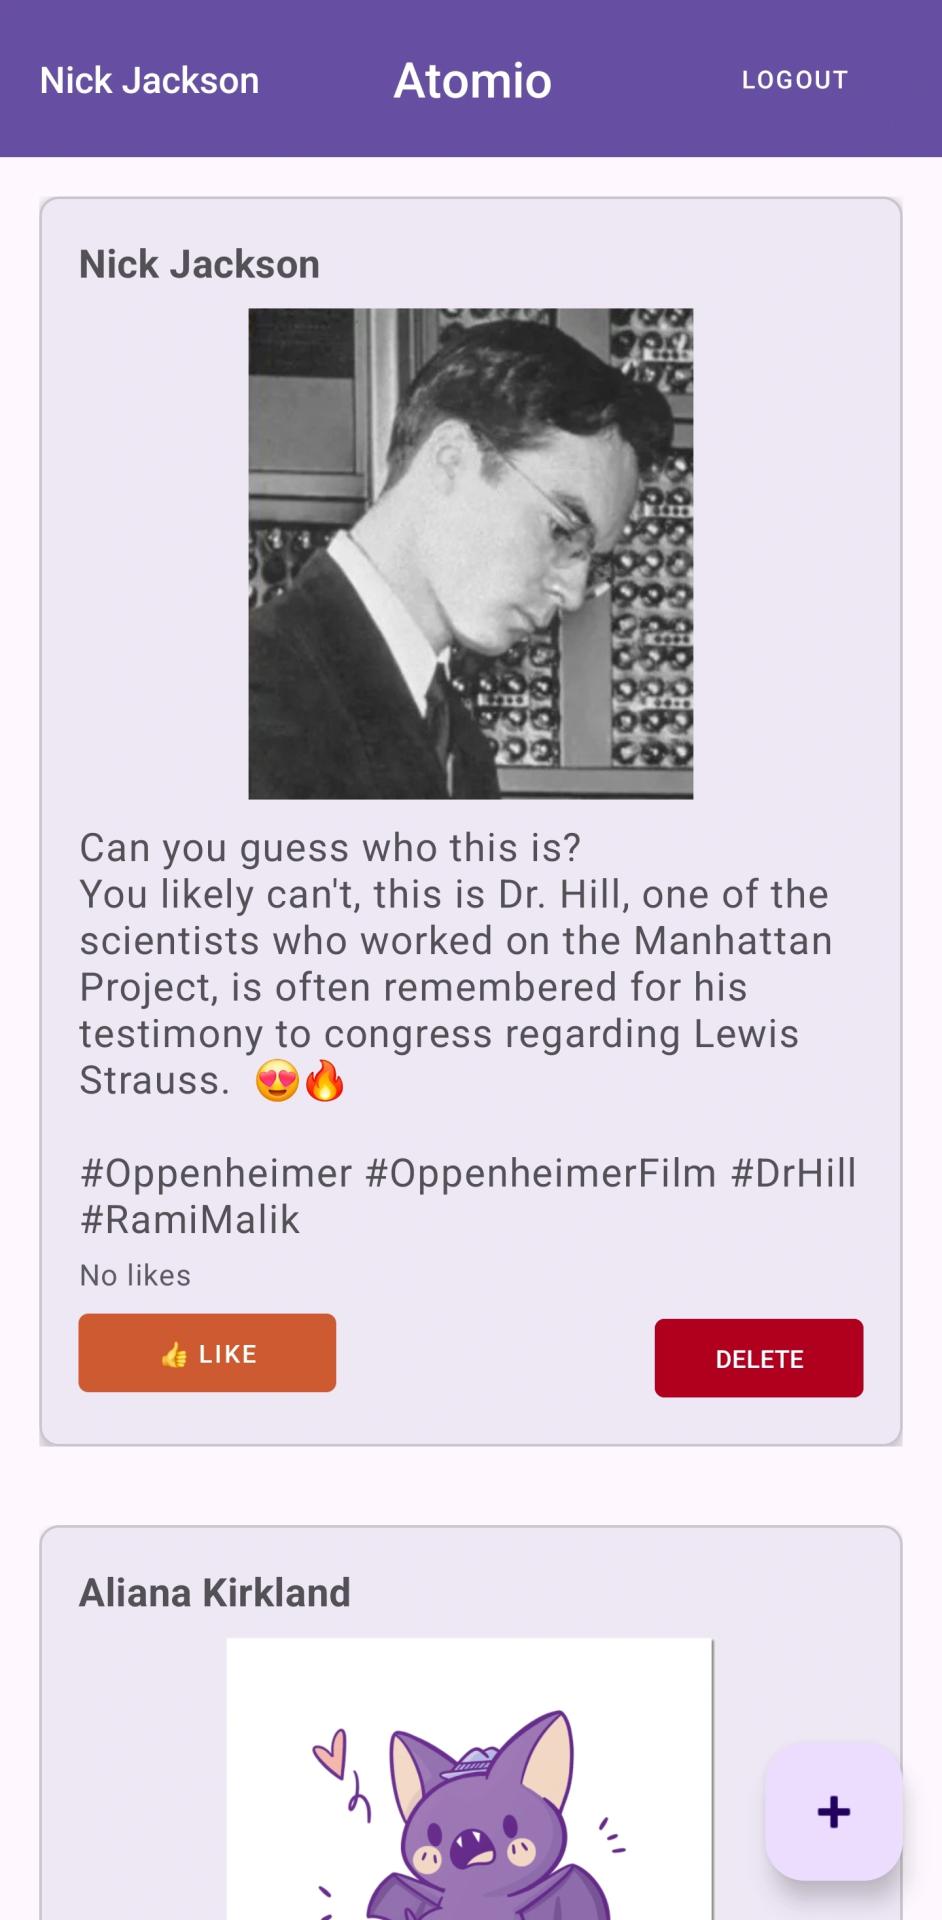 Nick Jackson
Atomio
LOGOUT
Nick Jackson
Can you guess who this is?
You likely can't, this is Dr. Hill, one of the
scientists who worked on the Manhattan
Project, is often remembered for his
testimony to congress regarding Lewis
Strauss. 😍🔥
#Oppenheimer #OppenheimerFilm #DrHill
#RamiMalik
No likes
👍 LIKE
DELETE
Aliana Kirkland
+